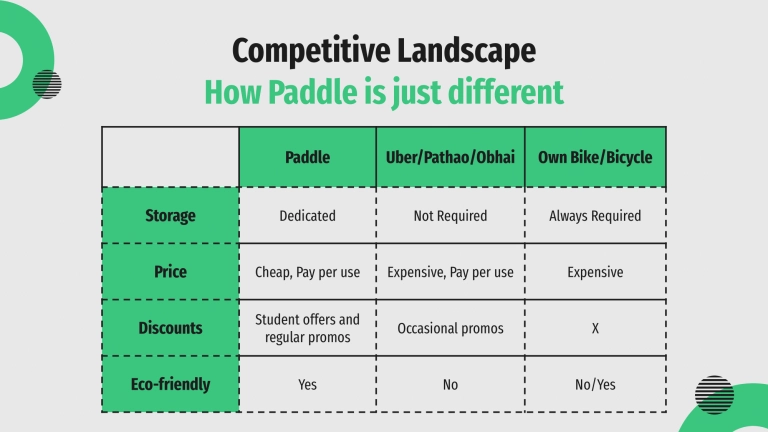 Competitive Landscape
How Paddle is just different
Paddle Uber/Pathao/Obhai Own Bike/Bicycle
Storage Dedicated Not Required Always Required
Price Cheap, Pay per use Expensive, Pay per use Expensive
Discounts Student offers and regular promos Occasional promos X
Eco-friendly Yes No No/Yes